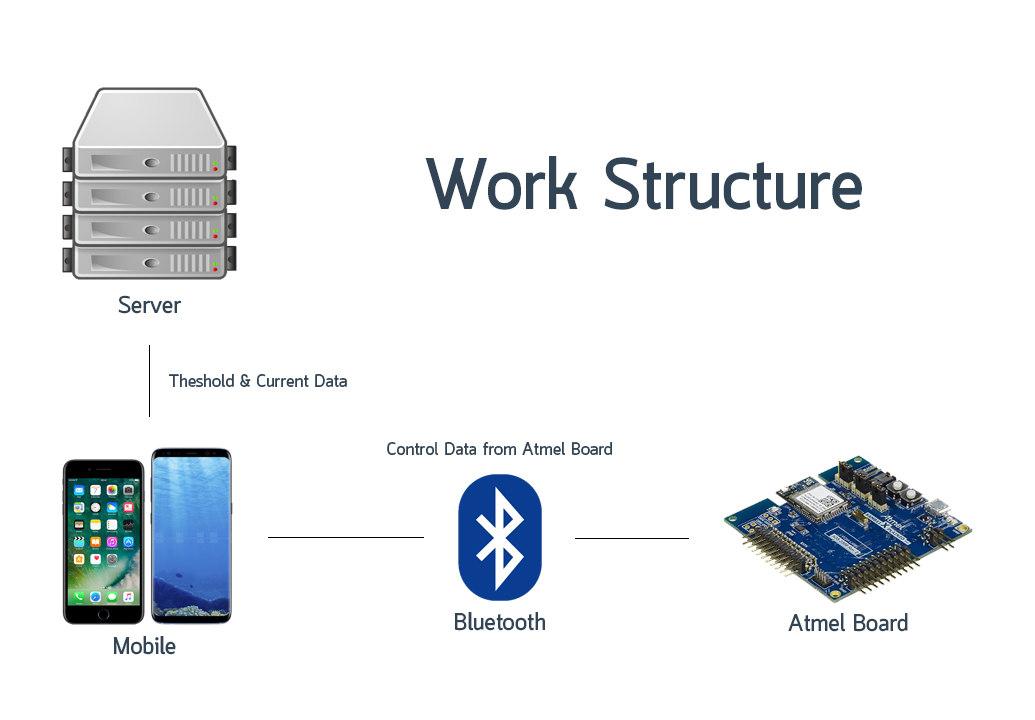 Work Structure
Server
Theshold & Current Data
Control Data from Atmel Board
Bluetooth
Mobile
Atmel Board